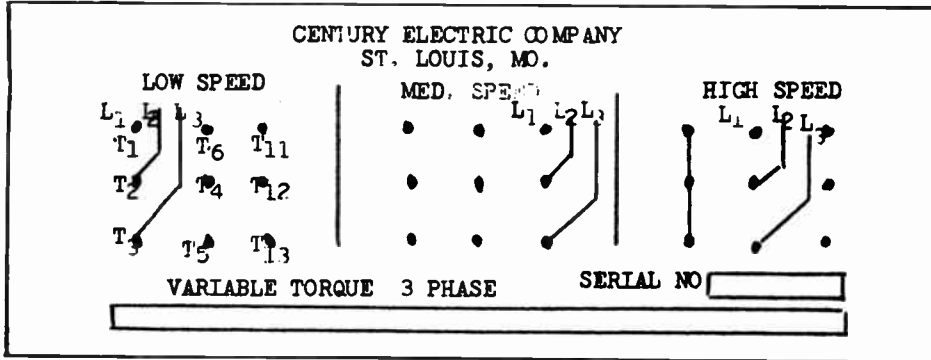 CENTURY ELECTRIC COMPANY
ST. LOUIS, MO.
LOW SPEED
MED. SPEED
HIGH SPEED
L1 L2 L3
L1 L2 L3
L1 L2 L3
T1 T6 T11
T2 T4 T12
T3 T5 T13
VARIABLE TORQUE 3 PHASE
SERIAL NO